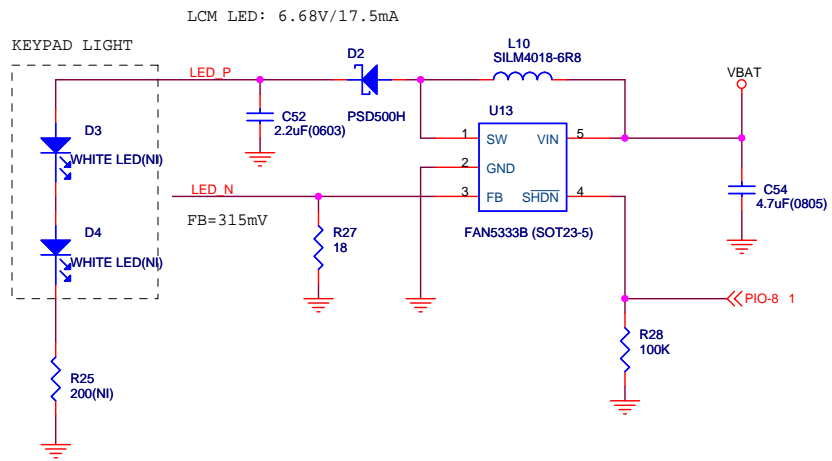 LCM LED: 6.68V/17.5mA
KEYPAD LIGHT
D2
L10
SILM4018-6R8
LED_P
VBAT
C52
2.2uF(0603)
PSD500H
U13
D3
WHITE LED(NI)
1
SW
VIN
5
2
GND
LED_N
3
FB
SHDN
4
C54
4.7uF(0805)
FB=315mV
R27
18
FAN5333B (SOT23-5)
D4
WHITE LED(NI)
PIO-8 1
R28
100K
R25
200(NI)